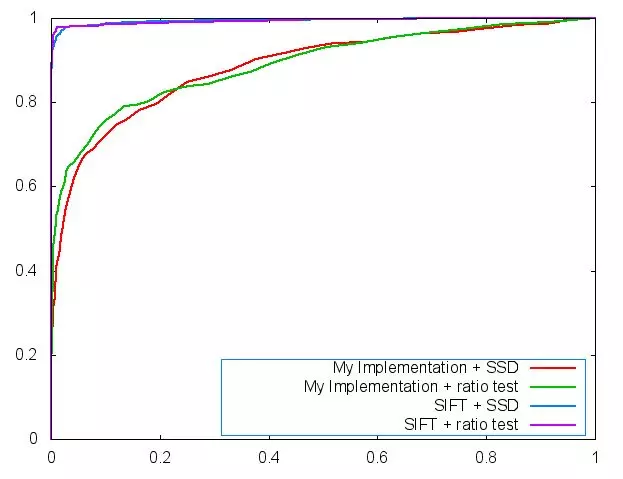 1
0.8
0.6
0.4
0.2
0
My Implementation + SSD
My Implementation + ratio test
SIFT + SSD
SIFT + ratio test
0 0.2 0.4 0.6 0.8 1